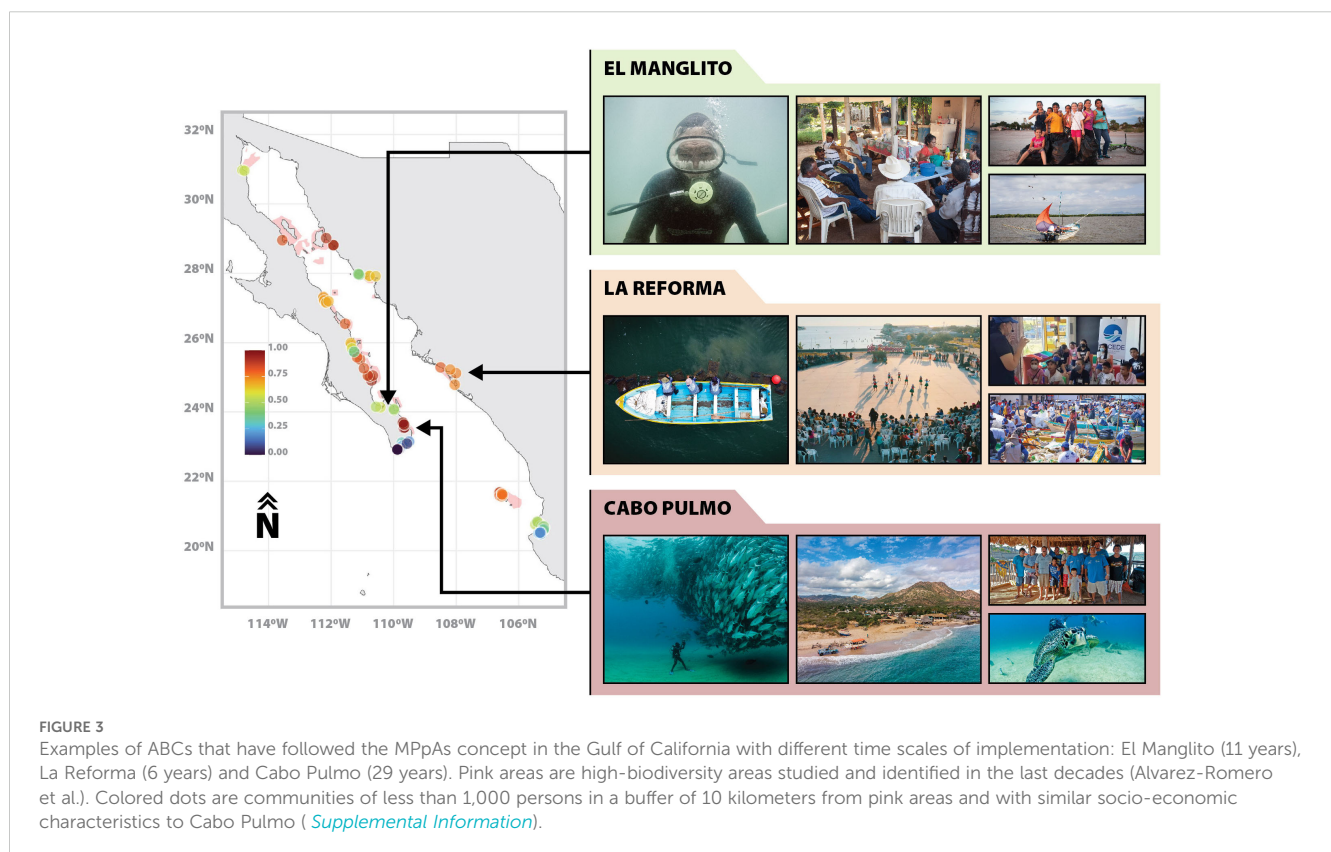 EL MANGLITO
32ºN
30ºN
28ºN
26ºN
24ºN
22ºN
20ºN
1.00
0.75
0.50
0.25
0.00
N
114ºW
112ºW
110ºW
108ºW
106ºN
LA REFORMA
CABO PULMO
FIGURE 3
Examples of ABCs that have followed the MPpAs concept in the Gulf of California with different time scales of implementation: El Manglito (11 years),
La Reforma (6 years) and Cabo Pulmo (29 years). Pink areas are high-biodiversity areas studied and identified in the last decades (Alvarez-Romero
et al.). Colored dots are communities of less than 1,000 persons in a buffer of 10 kilometers from pink areas and with similar socio-economic
characteristics to Cabo Pulmo ( Supplemental Information).